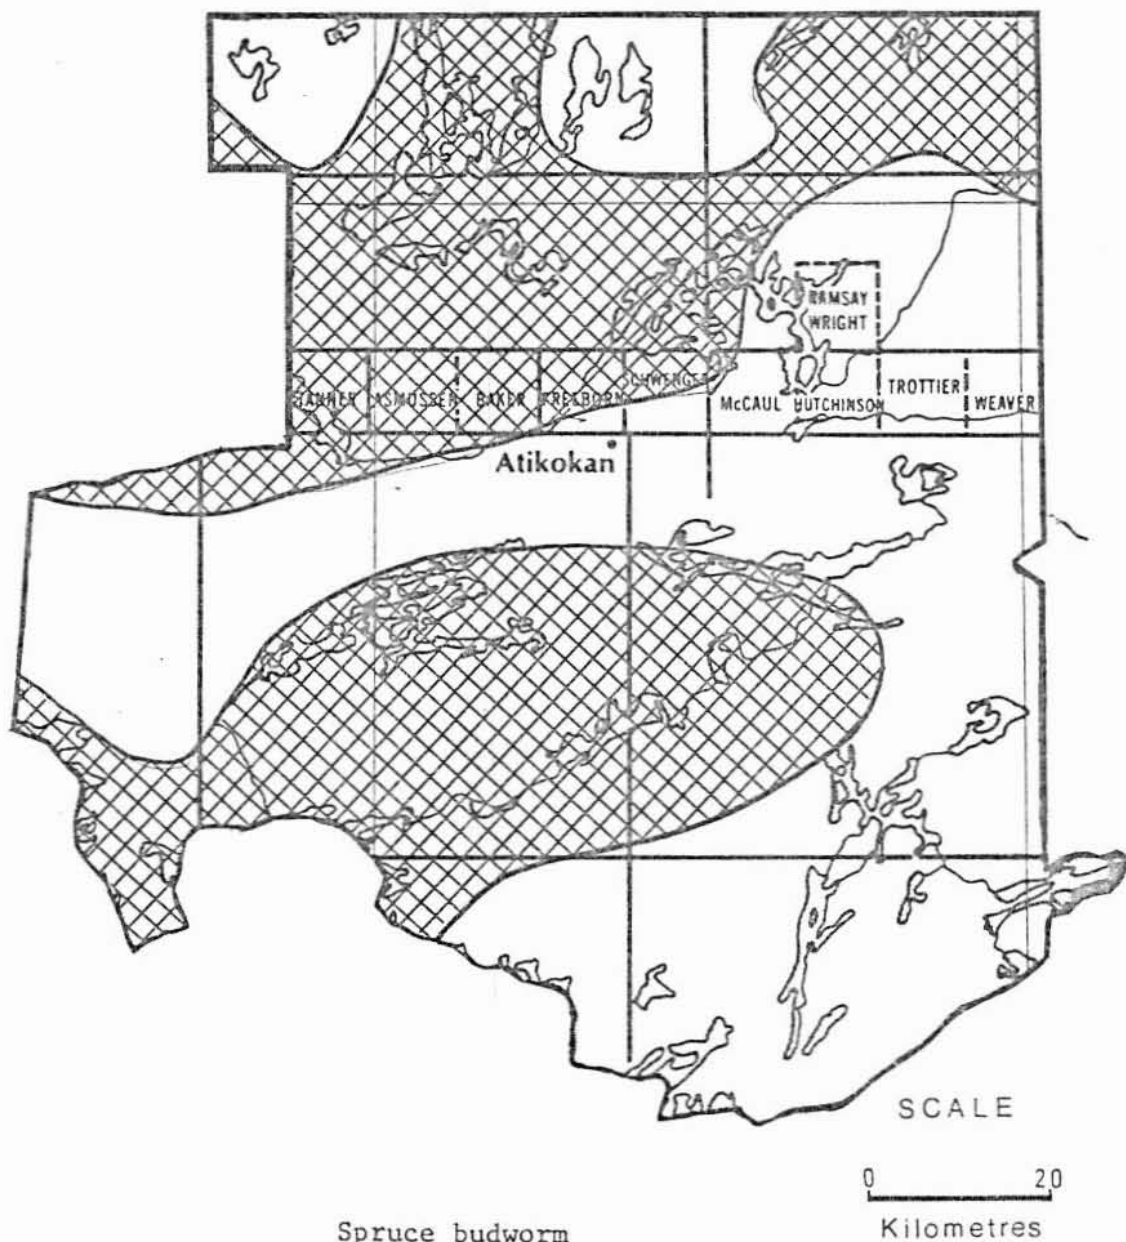 RAMSAY
WRIGHT
TANNER ASMUSSEN BAKER FREEBORN SCHWENGER McCAUL HUTCHINSON TROTTIER WEAVER
Atikokan
SCALE
0 20
Kilometres
Spruce budworm